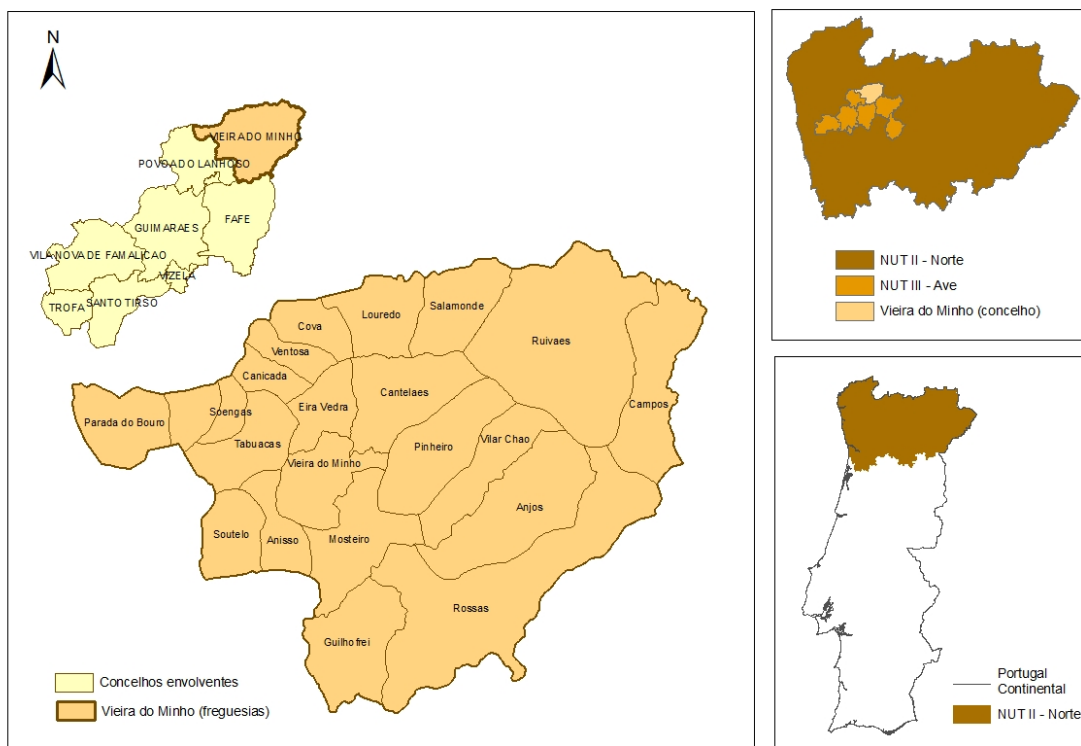 N
VIEIRA DO MINHO
POVOA DO LANHOSO
FAFE
GUIMARAES
VILA NOVA DE FAMALICAO
VIZELA
SANTO TIRSO
TROFA
Salamonde
Louredo
Cova
Ruivaes
Ventosa
Canicada
Cantelaes
Campos
Soengas
Eira Vedra
Parada do Bouro
Vilar Chao
Tabuacas
Pinheiro
Vieira do Minho
Anjos
Soutelo
Anisso
Mosteiro
Rossas
Guilhofrei
Concelhos envolventes
Vieira do Minho (freguesias)
NUT II - Norte
NUT III - Ave
Vieira do Minho (concelho)
Portugal
Continental
NUT II - Norte